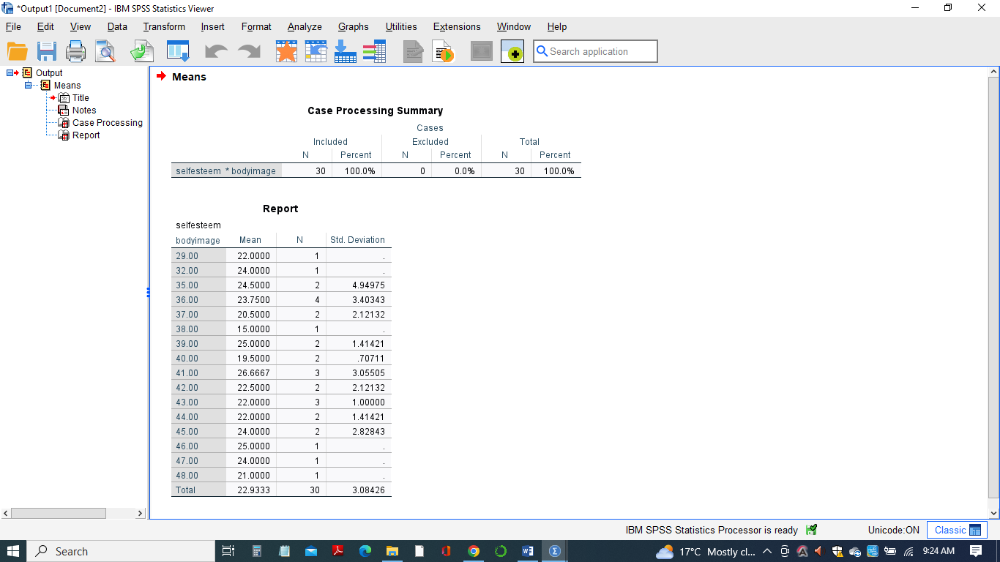 *Output1 [Document2] - IBM SPSS Statistics Viewer
File Edit View Data Transform Insert Format Analyze Graphs Utilities Extensions Window Help
Search application
Output
Means
Title
Notes
Case Processing
Report
Means
Case Processing Summary
Cases
Included Excluded Total
N Percent N Percent N Percent
selfesteem * bodyimage 30 100.0% 0 0.0% 30 100.0%
Report
selfesteem
bodyimage Mean N Std. Deviation
29.00 22.0000 1 .
32.00 24.0000 1 .
35.00 24.5000 2 4.94975
36.00 23.7500 4 3.40343
37.00 20.5000 2 2.12132
38.00 15.0000 1 .
39.00 25.0000 2 1.41421
40.00 19.5000 2 .70711
41.00 26.6667 3 3.05505
42.00 22.5000 2 2.12132
43.00 22.0000 3 1.00000
44.00 22.0000 2 1.41421
45.00 24.0000 2 2.82843
46.00 25.0000 1 .
47.00 24.0000 1 .
48.00 21.0000 1 .
Total 22.9333 30 3.08426
IBM SPSS Statistics Processor is ready Unicode:ON Classic
Search 17°C Mostly cl... 9:24 AM